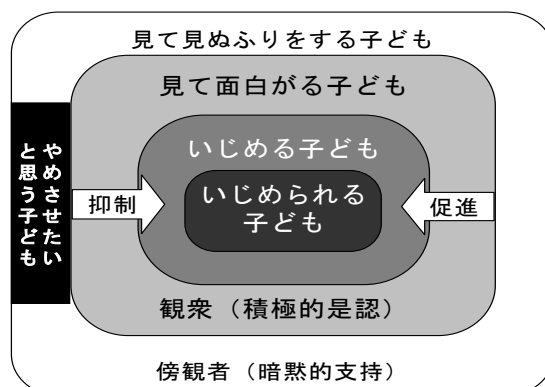 見て見ぬふりをする子ども
見て面白がる子ども
いじめる子ども
いじめられる
子ども
やめさせたい
と思う子ども
抑制
促進
観衆（積極的是認）
傍観者（暗黙的支持）